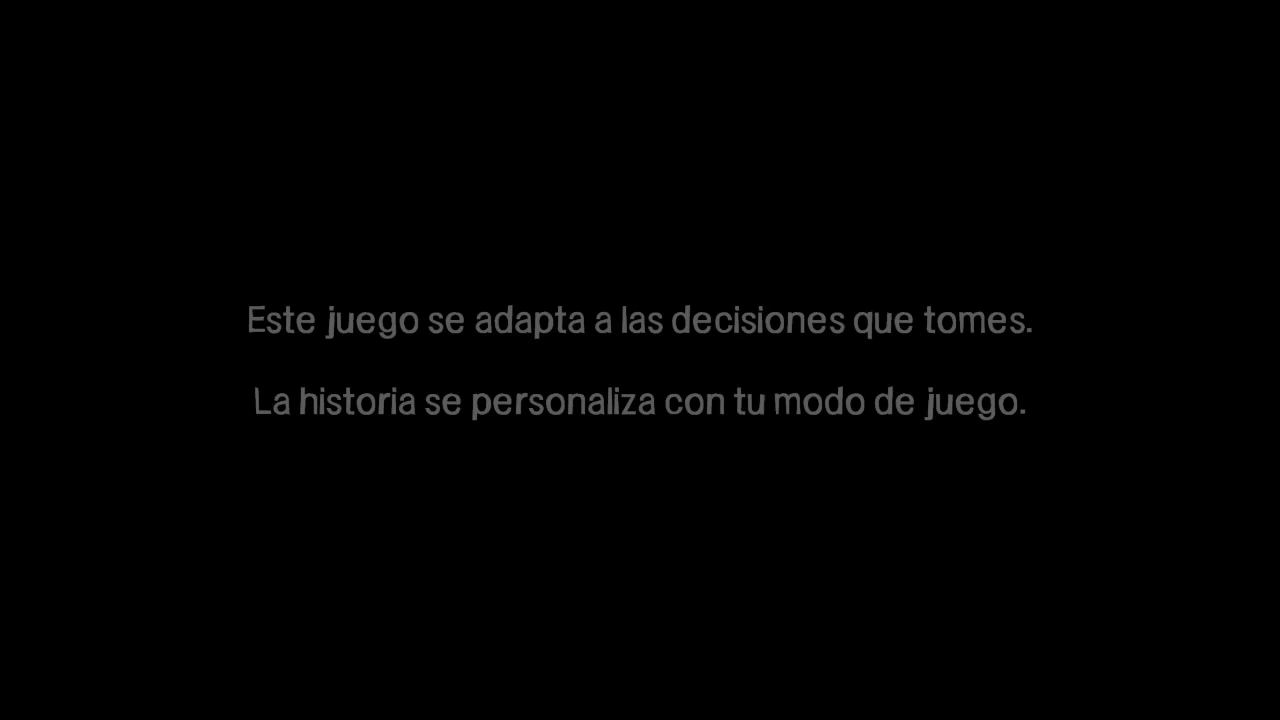 Este juego se adapta a las decisiones que tomes.
La historia se personaliza con tu modo de juego.